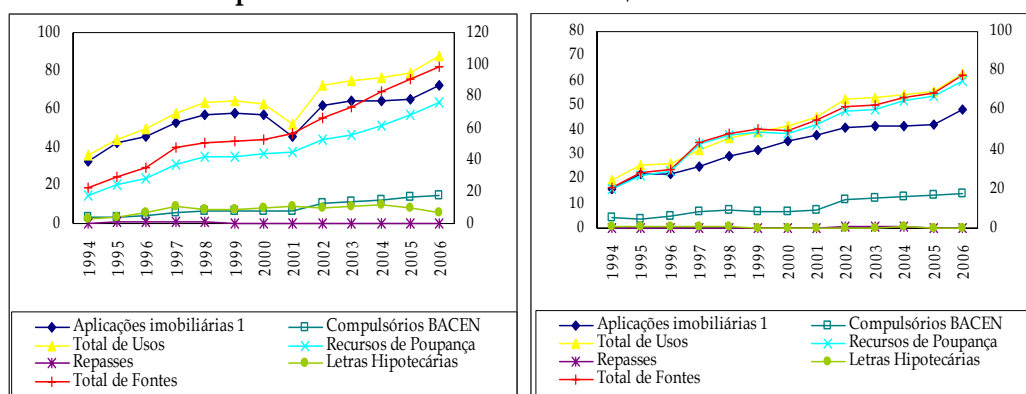 100
80
60
40
20
0
120
100
80
60
40
20
0
1994 1995 1996 1997 1998 1999 2000 2001 2002 2003 2004 2005 2006
Aplicações imobiliárias 1 Compulsórios BACEN
Total de Usos Recursos de Poupança
Repasses Letras Hipotecárias
Total de Fontes
80
70
60
50
40
30
20
10
0
100
80
60
40
20
0
1994 1995 1996 1997 1998 1999 2000 2001 2002 2003 2004 2005 2006
Aplicações imobiliárias 1 Compulsórios BACEN
Total de Usos Recursos de Poupança
Repasses Letras Hipotecárias
Total de Fontes